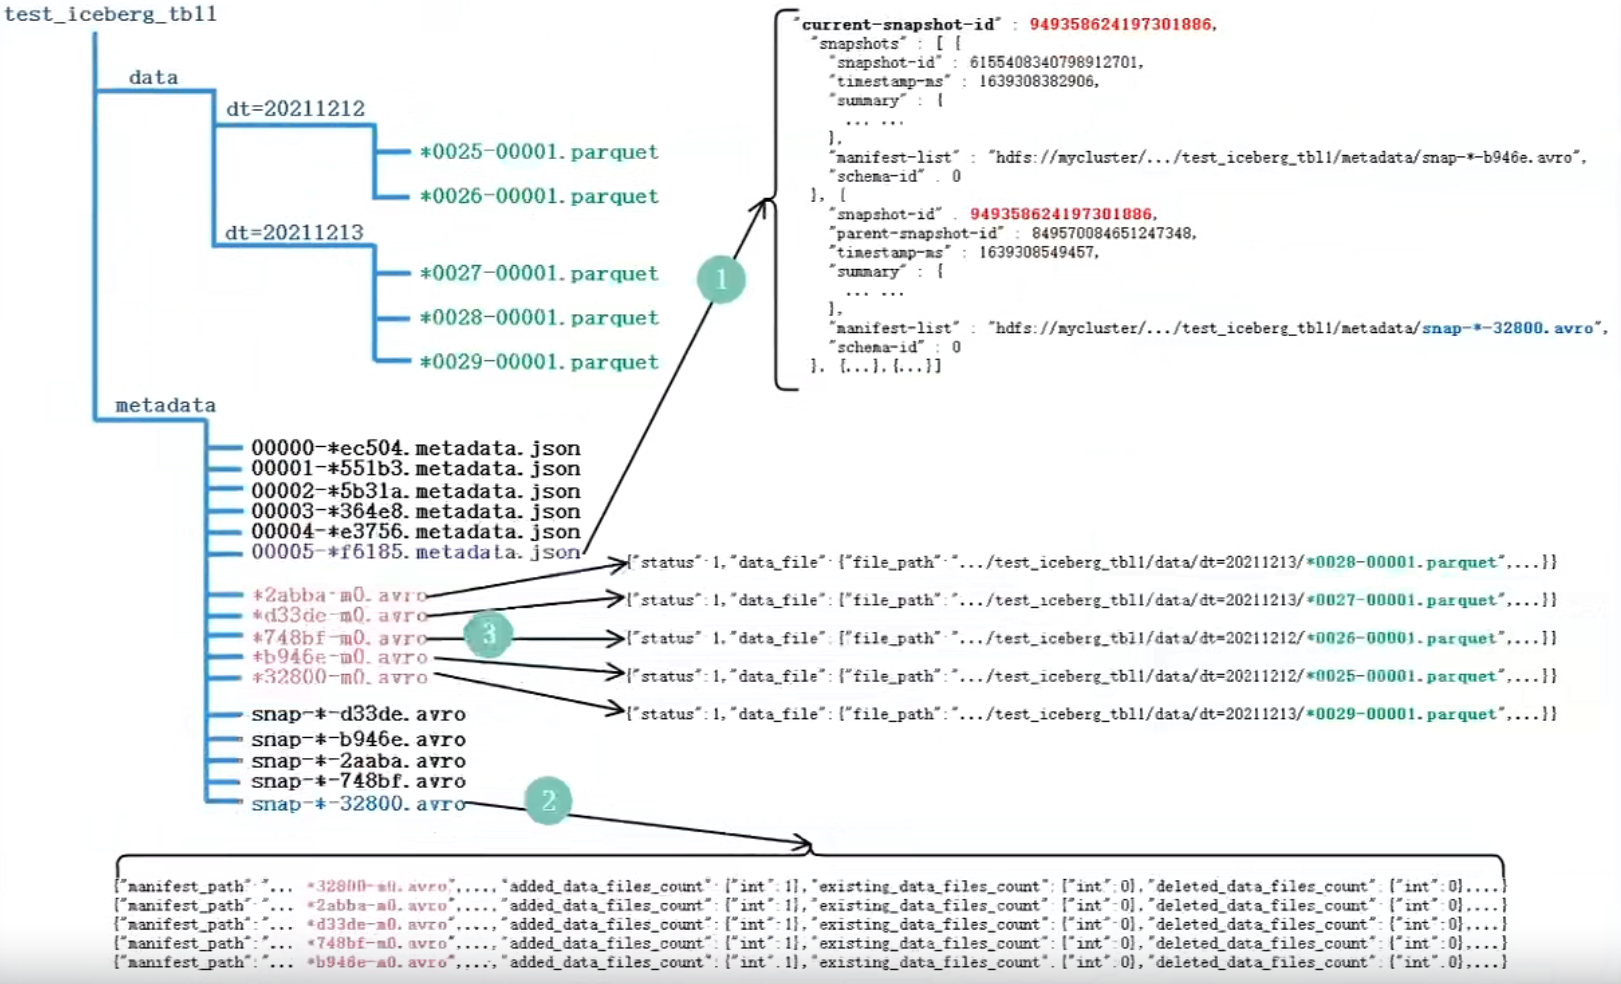 test_iceberg_tbl1
data
dt=20211212
*0025-00001.parquet
*0026-00001.parquet
dt=20211213
*0027-00001.parquet
*0028-00001.parquet
*0029-00001.parquet
metadata
00000-*ec504.metadata.json
00001-*551b3.metadata.json
00002-*5b31a.metadata.json
00003-*364e8.metadata.json
00004-*e3756.metadata.json
00005-*f6185.metadata.json
*2abba-m0.avro
*d33de-m0.avro
*748bf-m0.avro
*b946e-m0.avro
*32800-m0.avro
snap-*-d33de.avro
snap-*-b946e.avro
snap-*-2aaba.avro
snap-*-748bf.avro
snap-*-32800.avro
1
"current-snapshot-id" : 949358624197301886,
"snapshots" : [ {
"snapshot-id" : 6155408340798912701,
"timestamp-ms" : 1639308382906,
"summary" : {
... ...
},
"manifest-list" : "hdfs://mycluster/.../test_iceberg_tbl1/metadata/snap-*-b946e.avro",
"schema-id" : 0
}, {
"snapshot-id" : 949358624197301886,
"parent-snapshot-id" : 849570084651247348,
"timestamp-ms" : 1639308549457,
"summary" : {
... ...
},
"manifest-list" : "hdfs://mycluster/.../test_iceberg_tbl1/metadata/snap-*-32800.avro",
"schema-id" : 0
}, {...},{...}]
3
{"status":1,"data_file":{"file_path":".../test_iceberg_tbl1/data/dt=20211213/*0028-00001.parquet",...}}
{"status":1,"data_file":{"file_path":".../test_iceberg_tbl1/data/dt=20211213/*0027-00001.parquet",...}}
{"status":1,"data_file":{"file_path":".../test_iceberg_tbl1/data/dt=20211212/*0026-00001.parquet",...}}
{"status":1,"data_file":{"file_path":".../test_iceberg_tbl1/data/dt=20211212/*0025-00001.parquet",...}}
{"status":1,"data_file":{"file_path":".../test_iceberg_tbl1/data/dt=20211213/*0029-00001.parquet",...}}
2
{"manifest_path":"... *32800-m0.avro",....,"added_data_files_count":{"int":1},"existing_data_files_count":{"int":0},"deleted_data_files_count":{"int":0},....}
{"manifest_path":"... *2abba-m0.avro",....,"added_data_files_count":{"int":1},"existing_data_files_count":{"int":0},"deleted_data_files_count":{"int":0},....}
{"manifest_path":"... *d33de-m0.avro",....,"added_data_files_count":{"int":1},"existing_data_files_count":{"int":0},"deleted_data_files_count":{"int":0},....}
{"manifest_path":"... *748bf-m0.avro",....,"added_data_files_count":{"int":1},"existing_data_files_count":{"int":0},"deleted_data_files_count":{"int":0},....}
{"manifest_path":"... *b946e-m0.avro",....,"added_data_files_count":{"int":1},"existing_data_files_count":{"int":0},"deleted_data_files_count":{"int":0},....}